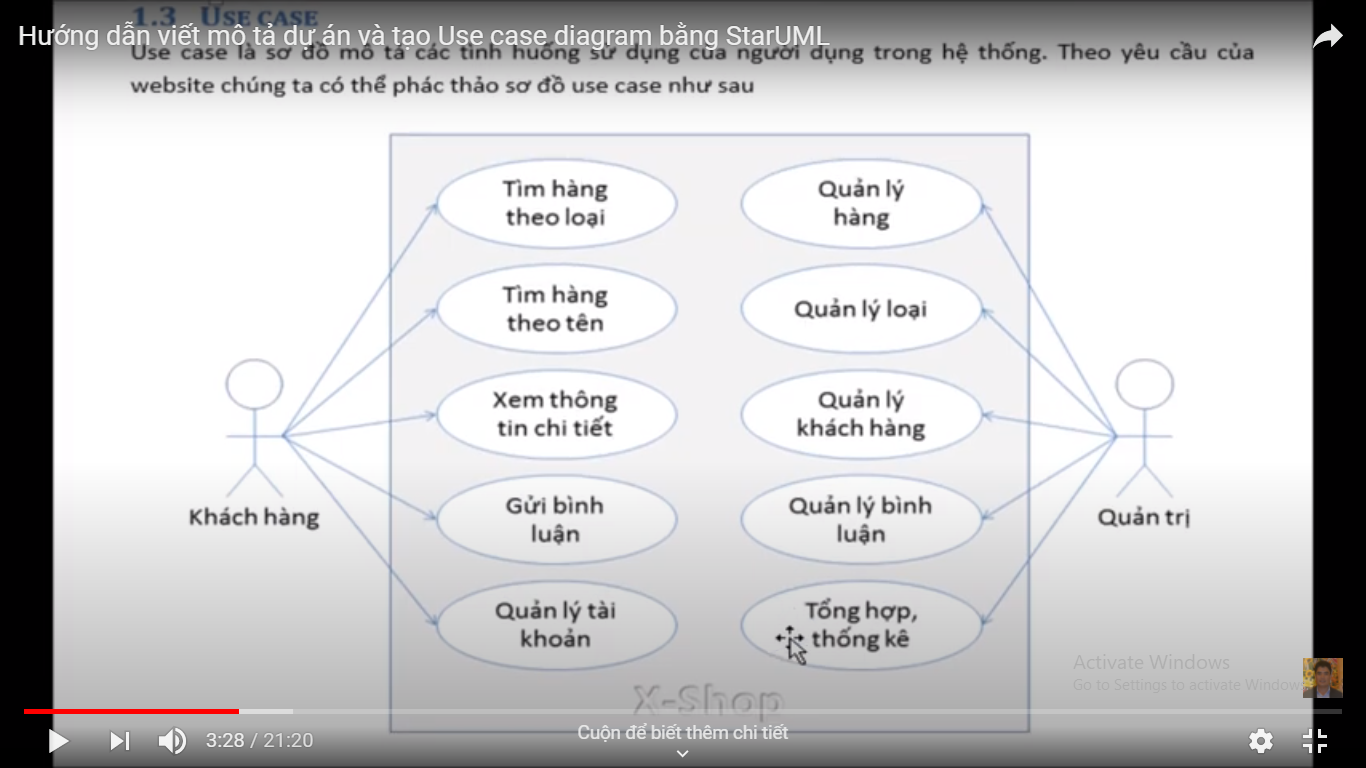 1.3 USE CASE
Hướng dẫn viết mô tả dự án và tạo Use case diagram bằng StarUML
Use case là sơ đồ mô tả các tình huống sử dụng của người dụng trong hệ thống. Theo yêu cầu của
website chúng ta có thể phác thảo sơ đồ use case như sau
Tìm hàng
theo loại
Quản lý
hàng
Tìm hàng
theo tên
Quản lý loại
Xem thông
tin chi tiết
Quản lý
khách hàng
Khách hàng
Gửi bình
luận
Quản lý bình
luận
Quản trị
Quản lý tài
khoản
Tổng hợp,
thống kê
X-Shop
Activate Windows
Go to Settings to activate Windows
3:28 / 21:20
Cuộn để biết thêm chi tiết